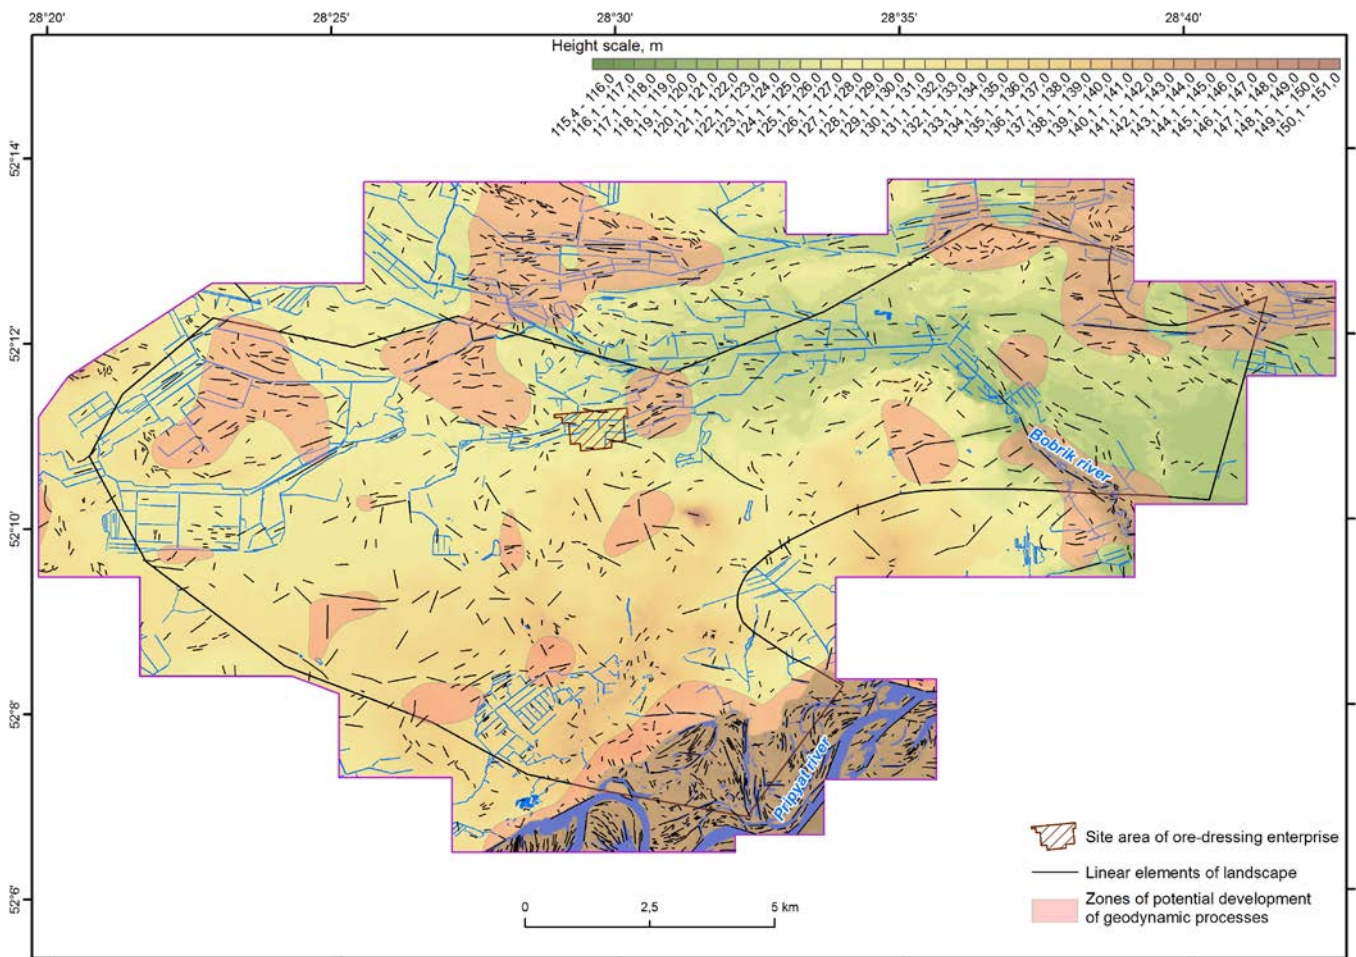 28°20' 28°25' 28°30' 28°35' 28°40'
Height scale, m
115,4 - 116,0
116,1 - 117,0
117,1 - 118,0
118,1 - 119,0
119,1 - 120,0
120,1 - 121,0
121,1 - 122,0
122,1 - 123,0
123,1 - 124,0
124,1 - 125,0
125,1 - 126,0
126,1 - 127,0
127,1 - 128,0
128,1 - 129,0
129,1 - 130,0
130,1 - 131,0
131,1 - 132,0
132,1 - 133,0
133,1 - 134,0
134,1 - 135,0
135,1 - 136,0
136,1 - 137,0
137,1 - 138,0
138,1 - 139,0
139,1 - 140,0
140,1 - 141,0
141,1 - 142,0
142,1 - 143,0
143,1 - 144,0
144,1 - 145,0
145,1 - 146,0
146,1 - 147,0
147,1 - 148,0
148,1 - 149,0
149,1 - 150,0
150,1 - 151,0
52°14'
52°12'
Bobrik river
52°10'
52°8'
Pripyat river
52°6'
Site area of ore-dressing enterprise
Linear elements of landscape
Zones of potential development
of geodynamic processes
0 2,5 5 km